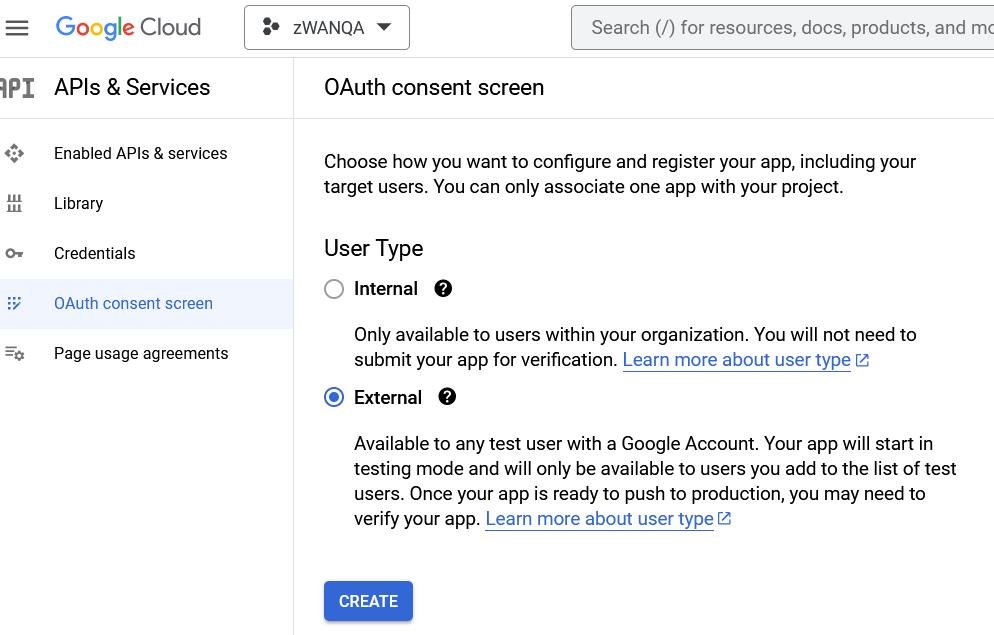 Google Cloud
zWANQA
Search (/) for resources, docs, products, and mo
API
APIs & Services
OAuth consent screen
Enabled APIs & services
Library
Credentials
OAuth consent screen
Page usage agreements
Choose how you want to configure and register your app, including your
target users. You can only associate one app with your project.
User Type
Internal
Only available to users within your organization. You will not need to
submit your app for verification. Learn more about user type
External
Available to any test user with a Google Account. Your app will start in
testing mode and will only be available to users you add to the list of test
users. Once your app is ready to push to production, you may need to
verify your app. Learn more about user type
CREATE